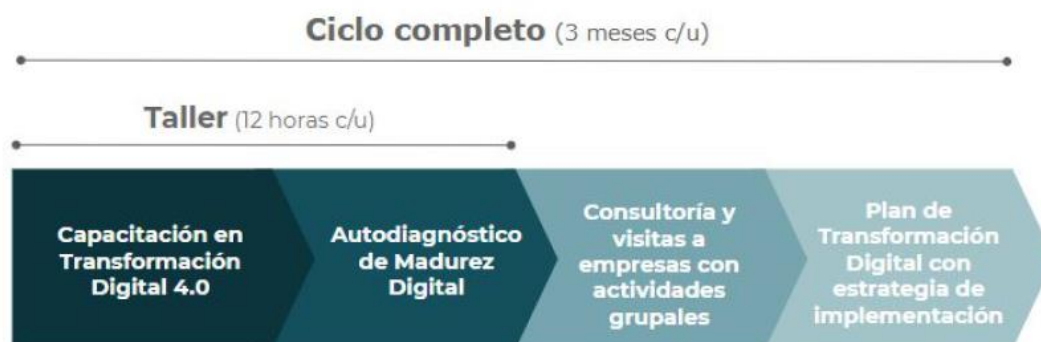 Ciclo completo (3 meses c/u)
Taller (12 horas c/u)
Capacitación en
Transformación
Digital 4.0
Autodiagnóstico
de Madurez
Digital
Consultoría y
visitas a
empresas con
actividades
grupales
Plan de
Transformación
Digital con
estrategia de
implementación